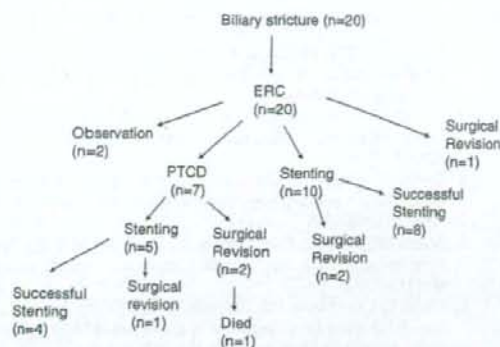 Biliary stricture (n=20)
ERC
(n=20)
Observation
(n=2)
Surgical
Revision
(n=1)
PTCD
(n=7)
Stenting
(n=10)
Successful
Stenting
(n=8)
Stenting
(n=5)
Surgical
Revision
(n=2)
Surgical
Revision
(n=2)
Successful
Stenting
(n=4)
Surgical
revision
(n=1)
Died
(n=1)